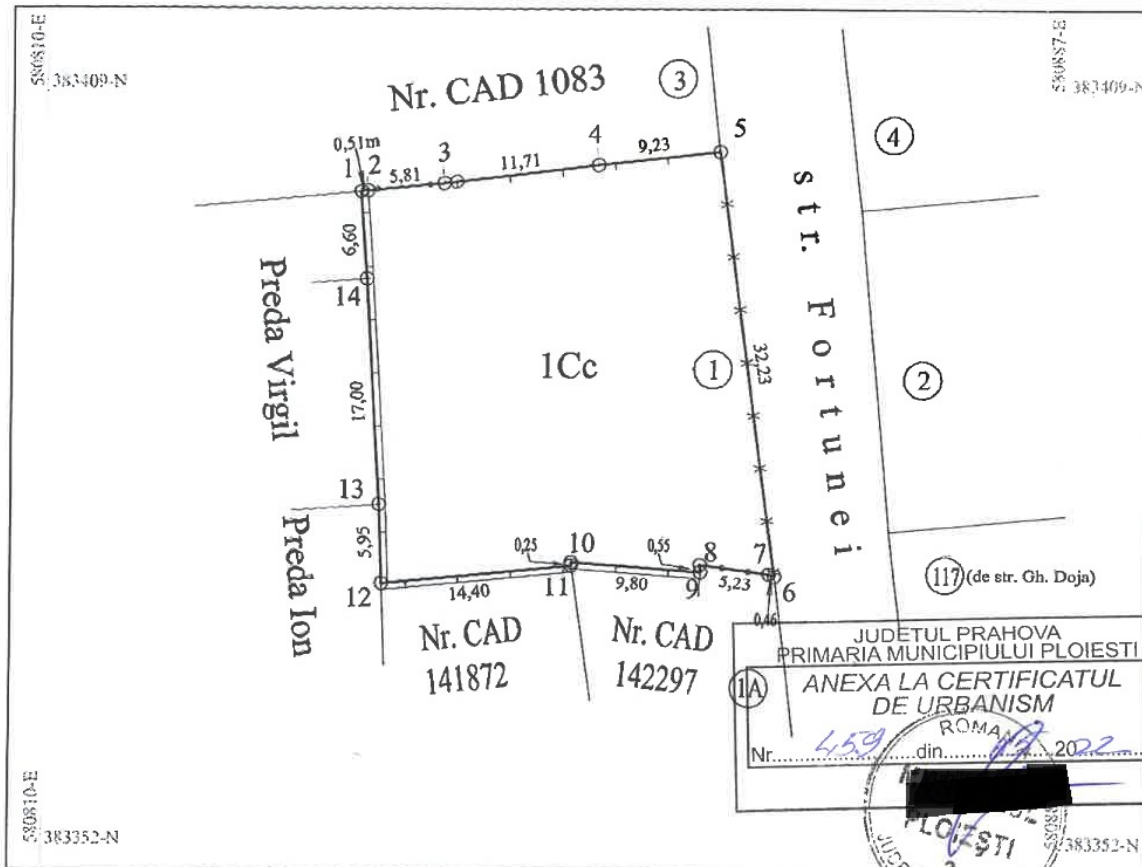 580810-E
383409-N
580887-E
383409-N
Nr. CAD 1083
3
4
5
0,51m
1
2
5,81
3
11,71
4
9,23
str. Fortunei
6,60
14
Preda Virgil
17,00
1Cc
1
32,23
2
13
Preda Ion
5,95
12
14,40
0,25
10
11
9,80
0,55
8
9
5,23
7
6
0,46
117 (de str. Gh. Doja)
Nr. CAD
141872
Nr. CAD
142297
1A
JUDETUL PRAHOVA
PRIMARIA MUNICIPIULUI PLOIESTI
ANEXA LA CERTIFICATUL
DE URBANISM
Nr. 459 din 2022
ROMAN
PLOIEȘTI
580810-E
383352-N
383352-N